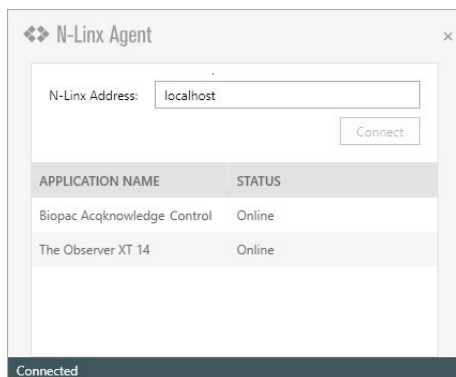 N-Linx Agent
N-Linx Address: localhost
Connect
APPLICATION NAME STATUS
Biopac Acqknowledge Control Online
The Observer XT 14 Online
Connected